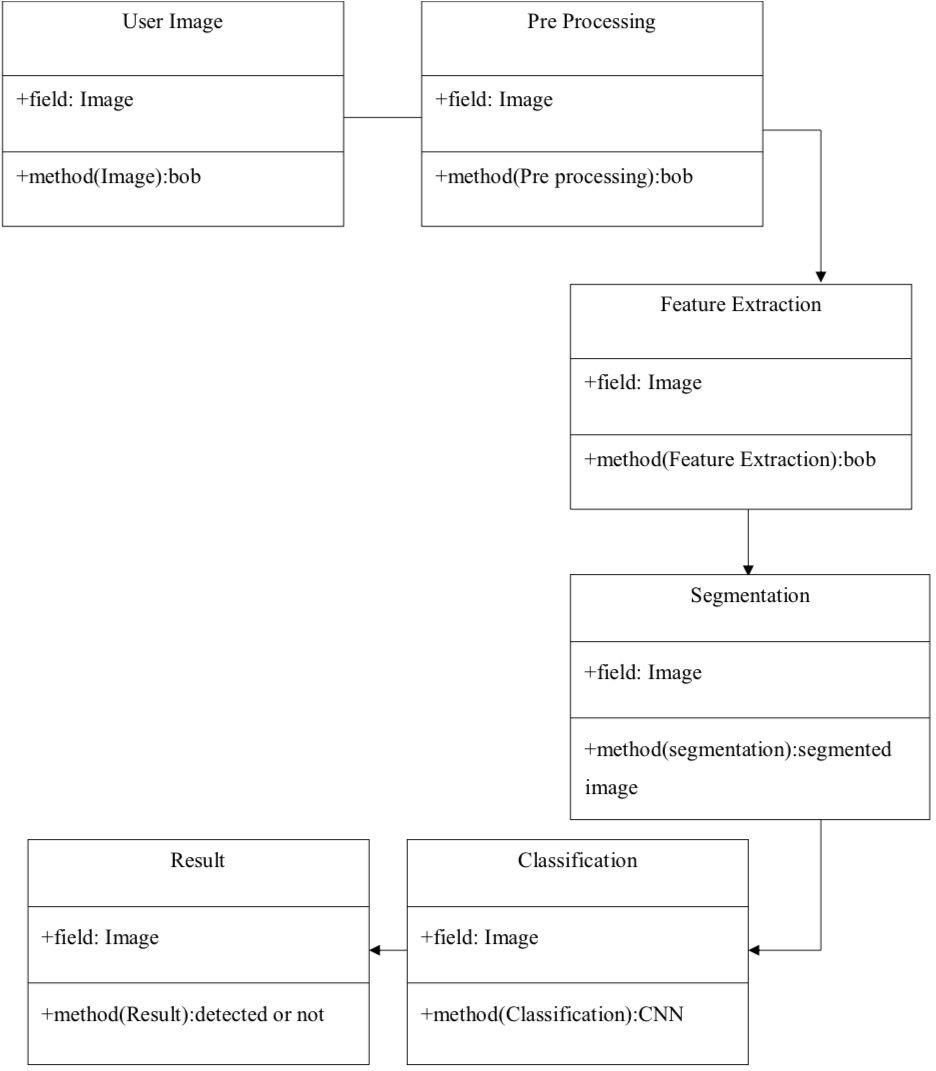 User Image
+field: Image
+method(Image):bob
Pre Processing
+field: Image
+method(Pre processing):bob
Feature Extraction
+field: Image
+method(Feature Extraction):bob
Segmentation
+field: Image
+method(segmentation):segmented
image
Classification
+field: Image
+method(Classification):CNN
Result
+field: Image
+method(Result):detected or not